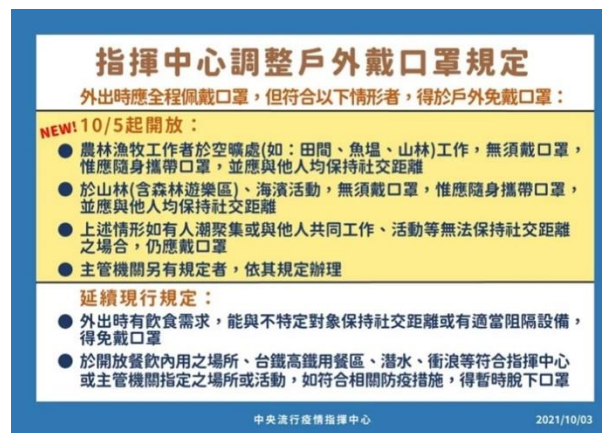 指揮中心調整戶外戴口罩規定
外出時應全程佩戴口罩，但符合以下情形者，得於戶外免戴口罩：
NEW! 10/5起開放：
● 農林漁牧工作者於空曠處(如：田間、魚塭、山林)工作，無須戴口罩，
惟應隨身攜帶口罩，並應與他人均保持社交距離
● 於山林(含森林遊樂區)、海濱活動，無須戴口罩，惟應隨身攜帶口罩，
並應與他人均保持社交距離
● 上述情形如有人潮聚集或與他人共同工作、活動等無法保持社交距離
之場合，仍應戴口罩
● 主管機關另有規定者，依其規定辦理
延續現行規定：
● 外出時有飲食需求，能與不特定對象保持社交距離或有適當阻隔設備，
得免戴口罩
● 於開放餐飲內用之場所、台鐵高鐵用餐區、潛水、衝浪等符合指揮中心
或主管機關指定之場所或活動，如符合相關防疫措施，得暫時脫下口罩
中央流行疫情指揮中心
2021/10/03